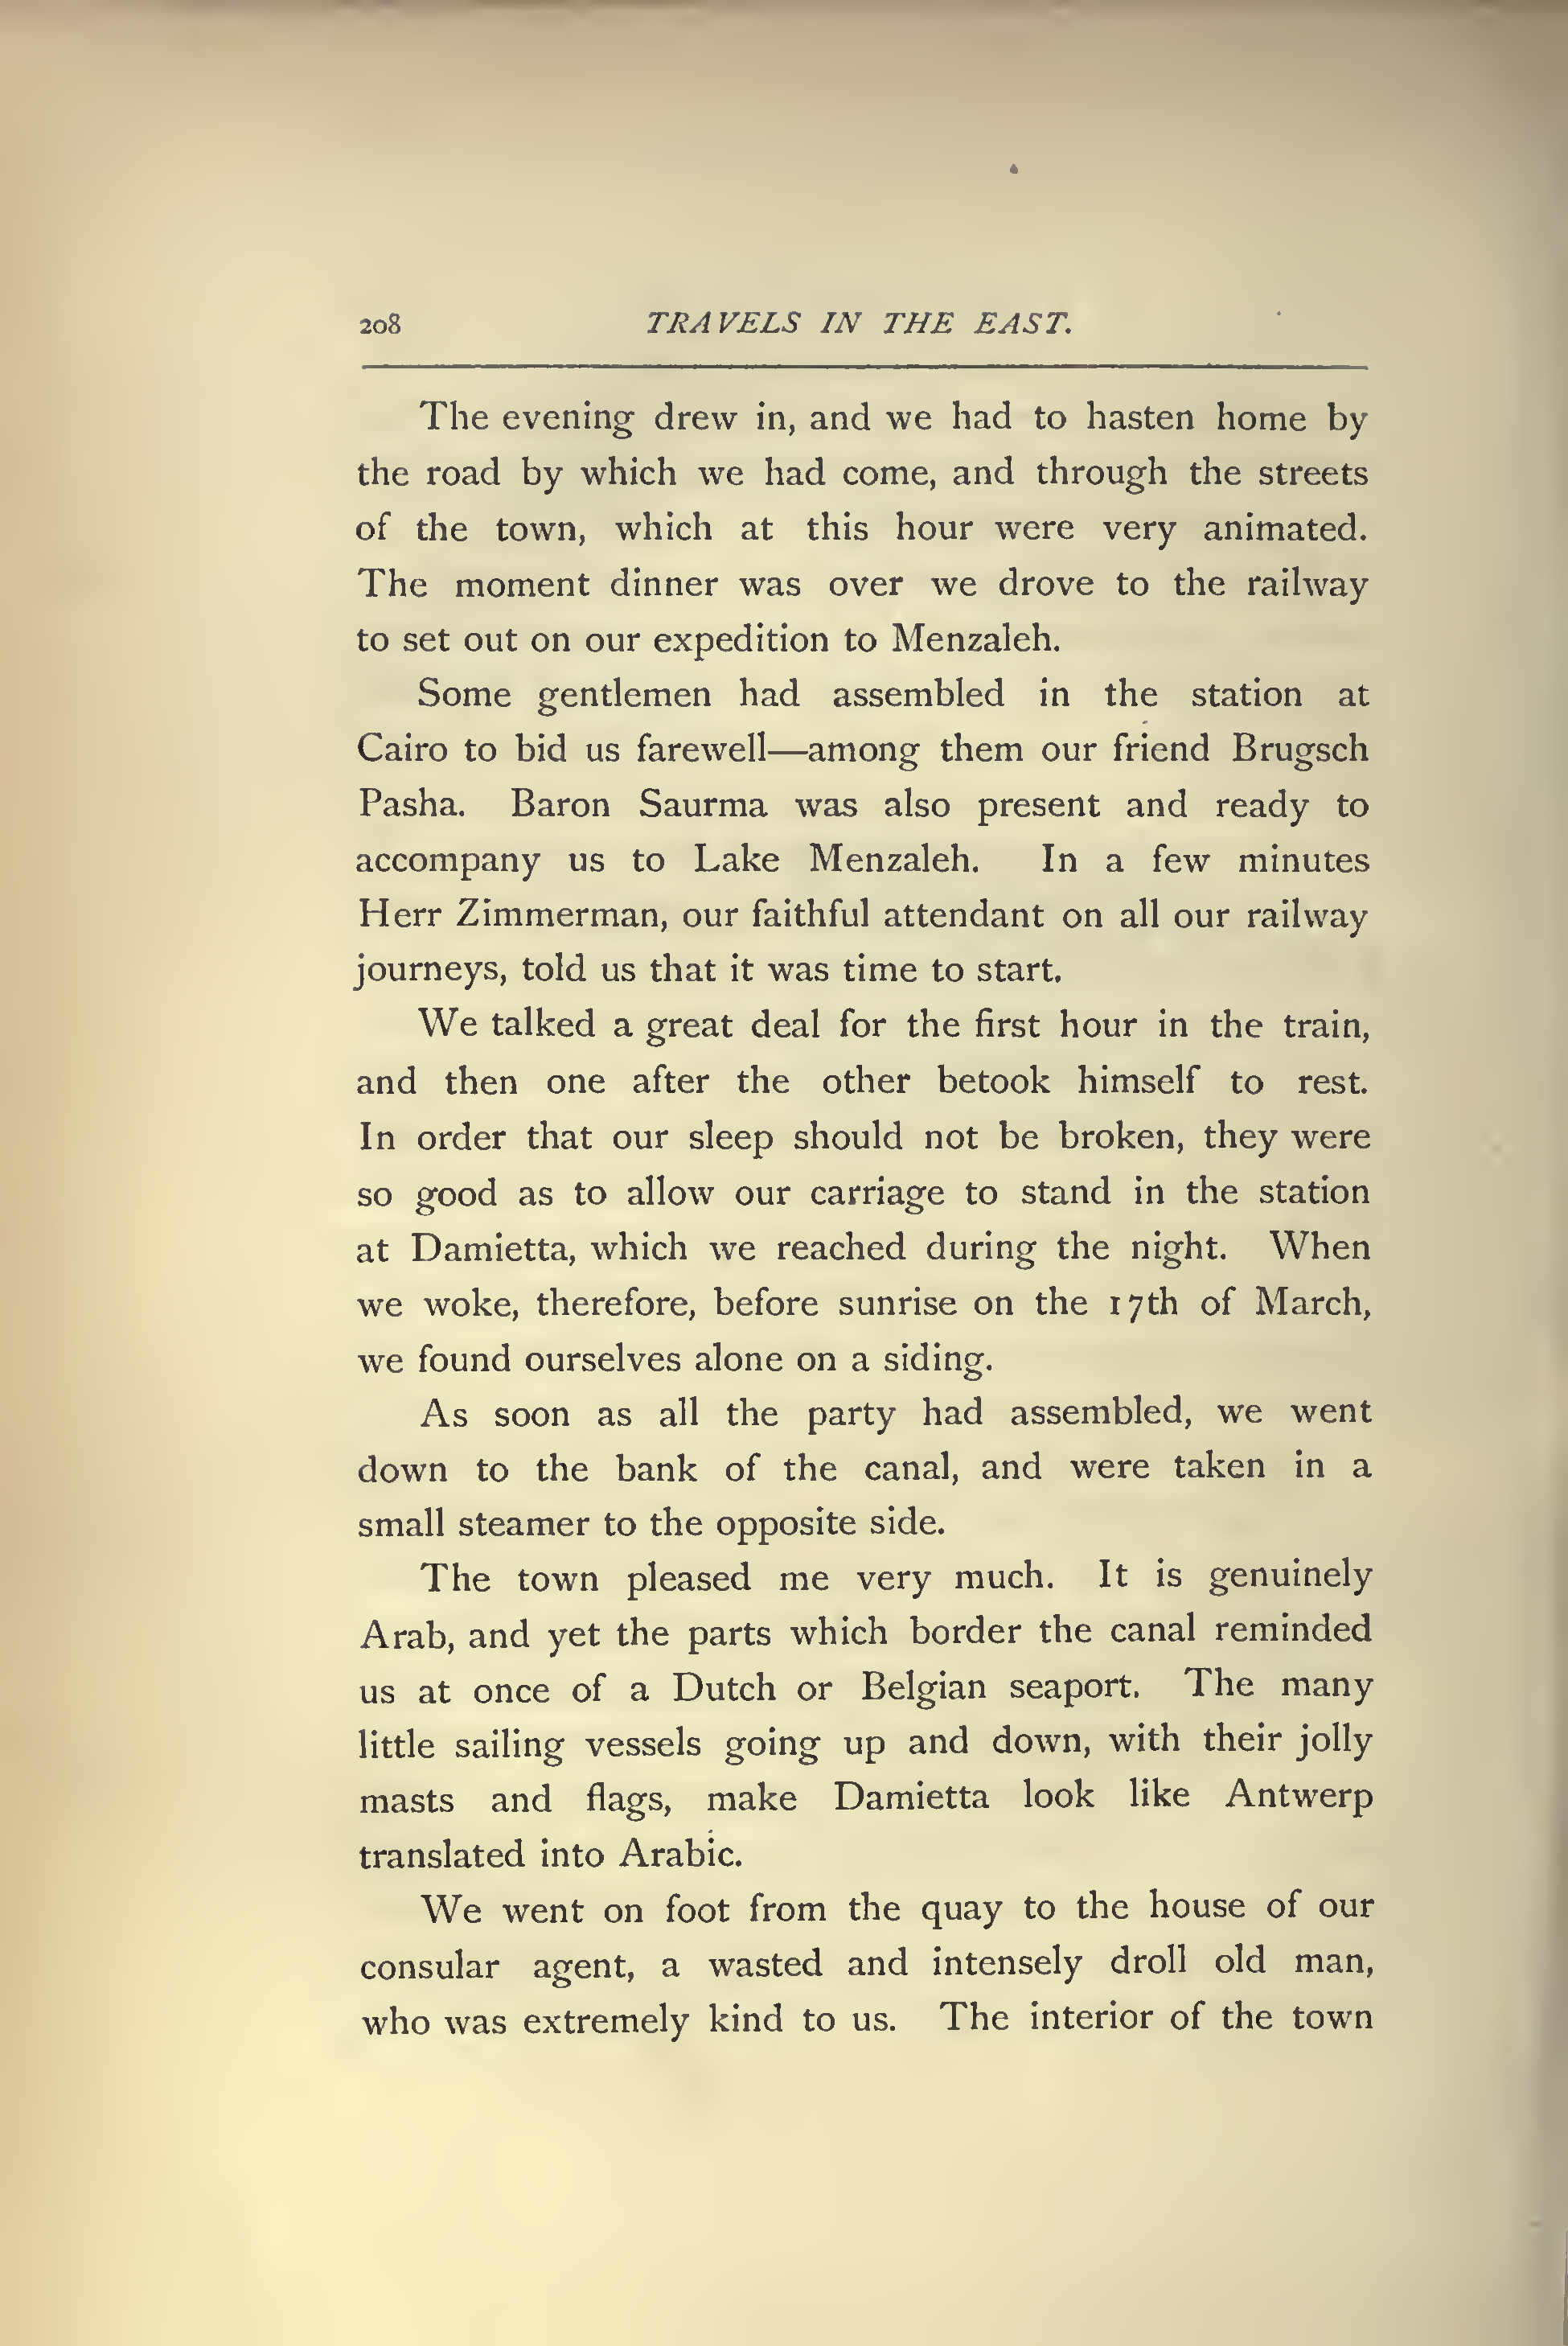 208 TRAVELS IN THE EAST.
The evening drew in, and we had to hasten home by
the road by which we had come, and through the streets
of the town, which at this hour were very animated.
The moment dinner was over we drove to the railway
to set out on our expedition to Menzaleh.
Some gentlemen had assembled in the station at
Cairo to bid us farewell—among them our friend Brugsch
Pasha. Baron Saurma was also present and ready to
accompany us to Lake Menzaleh. In a few minutes
Herr Zimmerman, our faithful attendant on all our railway
journeys, told us that it was time to start.
We talked a great deal for the first hour in the train,
and then one after the other betook himself to rest.
In order that our sleep should not be broken, they were
so good as to allow our carriage to stand in the station
at Damietta, which we reached during the night. When
we woke, therefore, before sunrise on the 17th of March,
we found ourselves alone on a siding.
As soon as all the party had assembled, we went
down to the bank of the canal, and were taken in a
small steamer to the opposite side.
The town pleased me very much. It is genuinely
Arab, and yet the parts which border the canal reminded
us at once of a Dutch or Belgian seaport. The many
little sailing vessels going up and down, with their jolly
masts and flags, make Damietta look like Antwerp
translated into Arabic.
We went on foot from the quay to the house of our
consular agent, a wasted and intensely droll old man,
who was extremely kind to us. The interior of the town